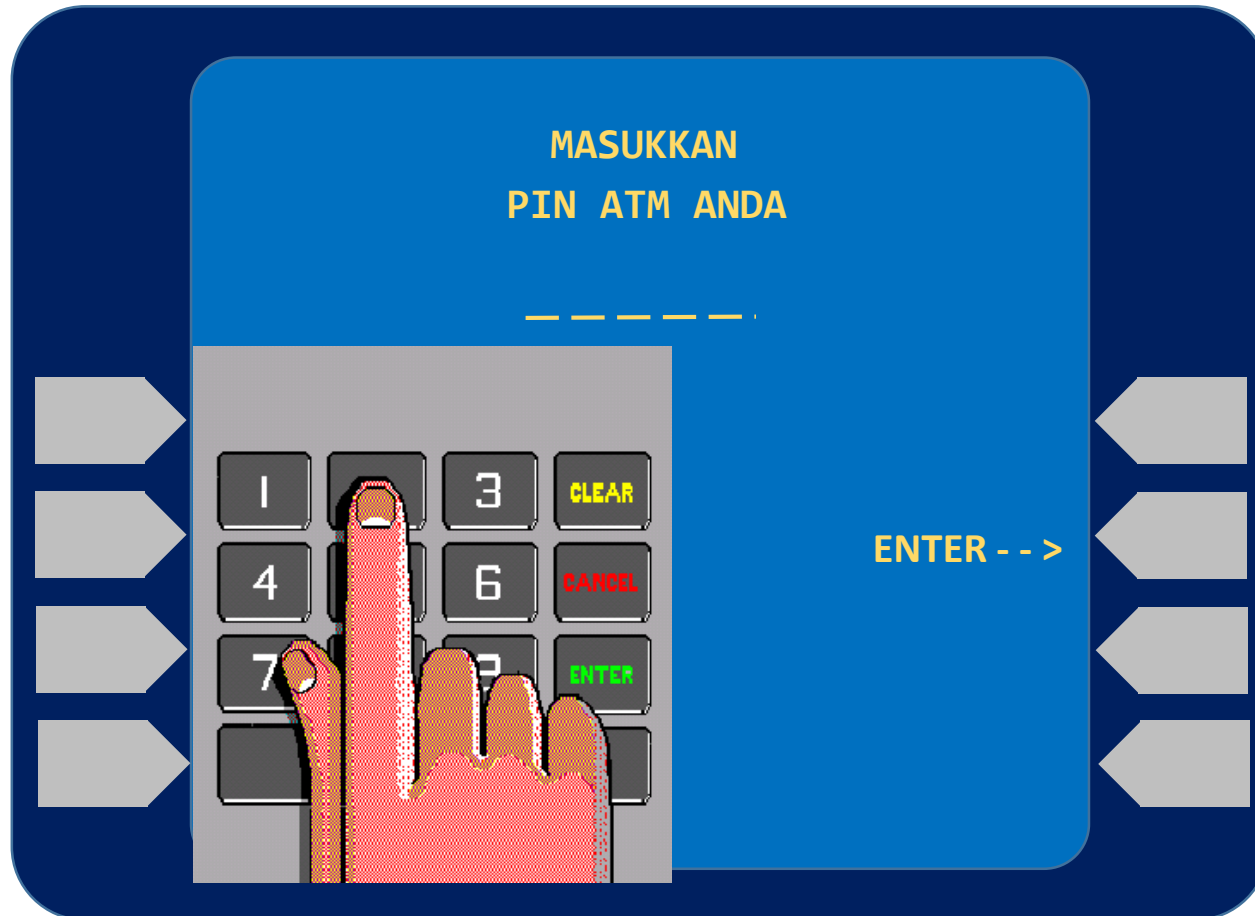 MASUKKAN
PIN ATM ANDA
ENTER-->
1 3 CLEAR
4 6 CANCEL
7 ENTER